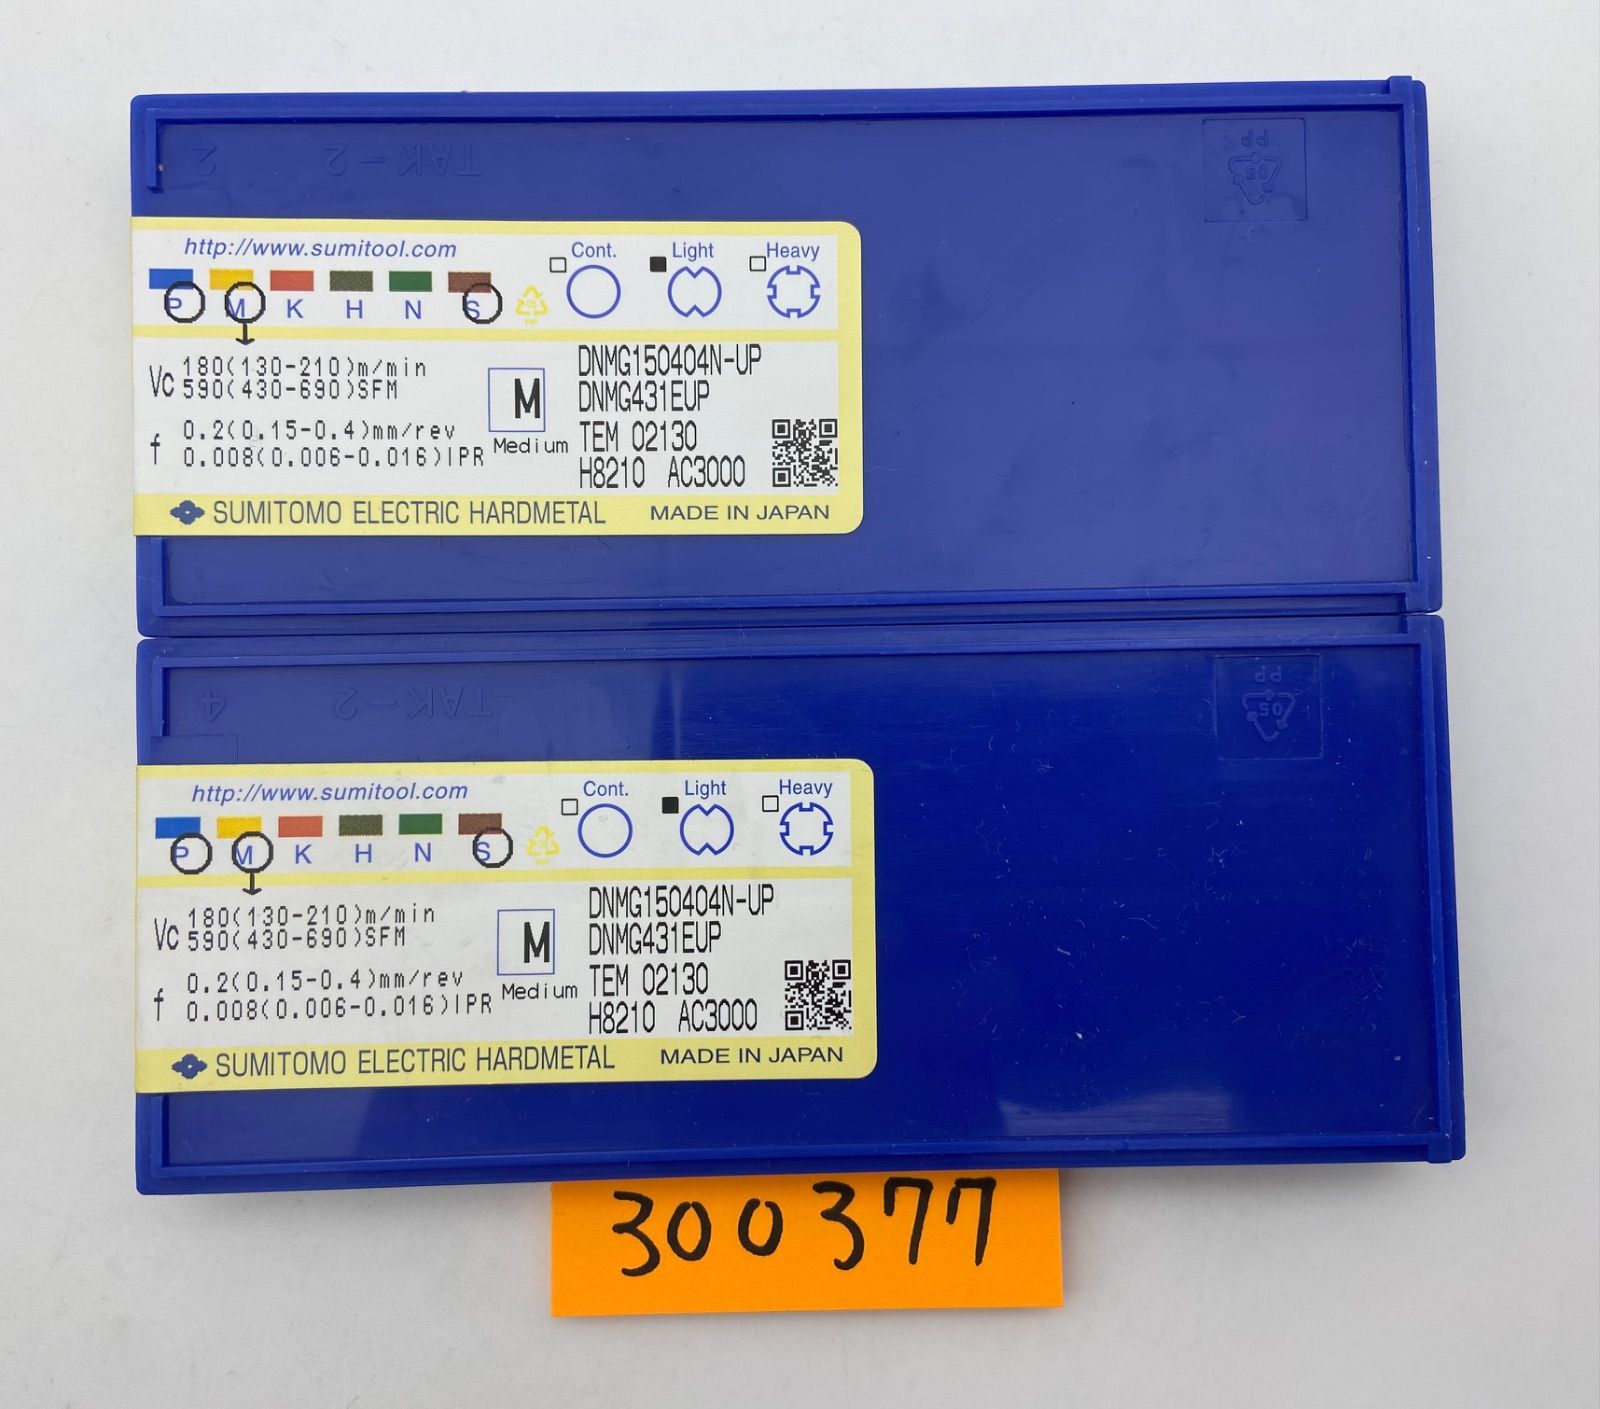 2 TAK-2
PP
05
http://www.sumitool.com
Cont. Light Heavy
P M K H N S
Vc 180(130-210)m/min
590(430-690)SFM
f 0.2(0.15-0.4)mm/rev
0.008(0.006-0.016)IPR
M
Medium
DNMG150404N-UP
DNMG431EUP
TEM 02130
H8210 AC3000
SUMITOMO ELECTRIC HARDMETAL MADE IN JAPAN
4 TAK-2
PP
05
http://www.sumitool.com
Cont. Light Heavy
P M K H N S
Vc 180(130-210)m/min
590(430-690)SFM
f 0.2(0.15-0.4)mm/rev
0.008(0.006-0.016)IPR
M
Medium
DNMG150404N-UP
DNMG431EUP
TEM 02130
H8210 AC3000
SUMITOMO ELECTRIC HARDMETAL MADE IN JAPAN
300377